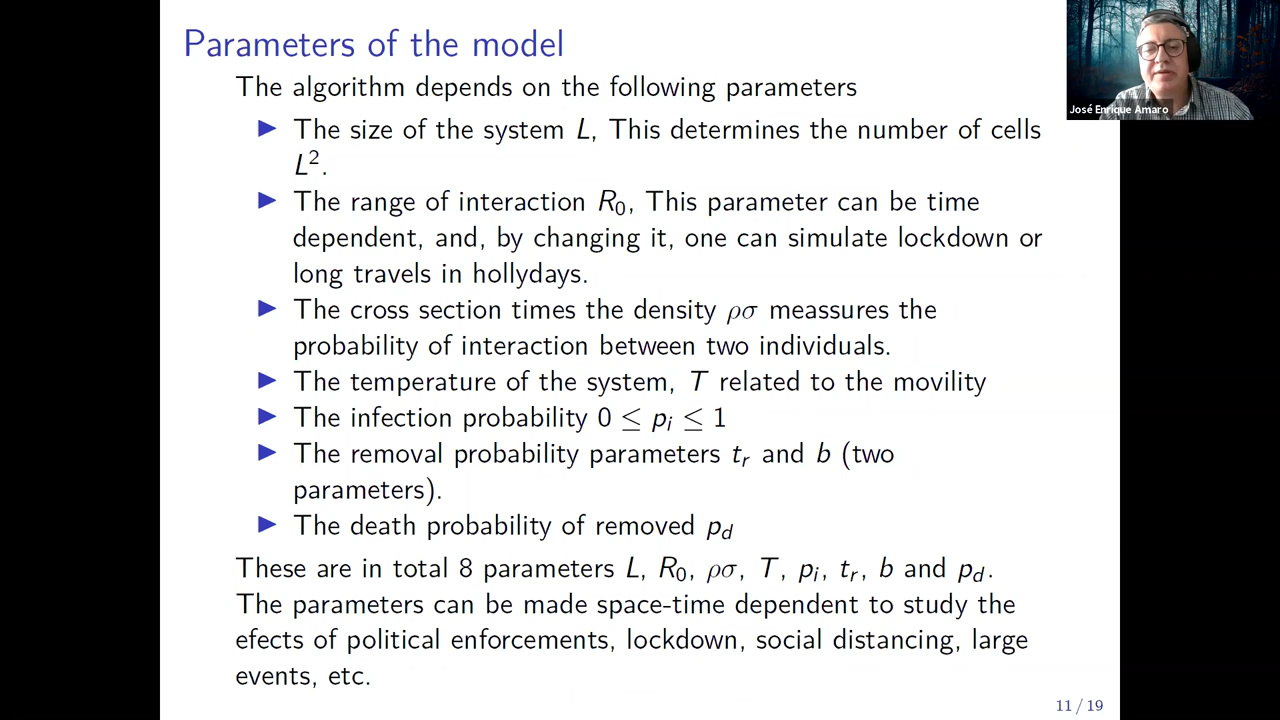 Parameters of the model
The algorithm depends on the following parameters
▶ The size of the system L, This determines the number of cells
L².
▶ The range of interaction R₀, This parameter can be time
dependent, and, by changing it, one can simulate lockdown or
long travels in hollydays.
▶ The cross section times the density ρσ meassures the
probability of interaction between two individuals.
▶ The temperature of the system, T related to the movility
▶ The infection probability 0 ≤ pᵢ ≤ 1
▶ The removal probability parameters tᵣ and b (two
parameters).
▶ The death probability of removed p_d
These are in total 8 parameters L, R₀, ρσ, T, pᵢ, tᵣ, b and p_d.
The parameters can be made space-time dependent to study the
efects of political enforcements, lockdown, social distancing, large
events, etc.
11 / 19
José Enrique Amaro